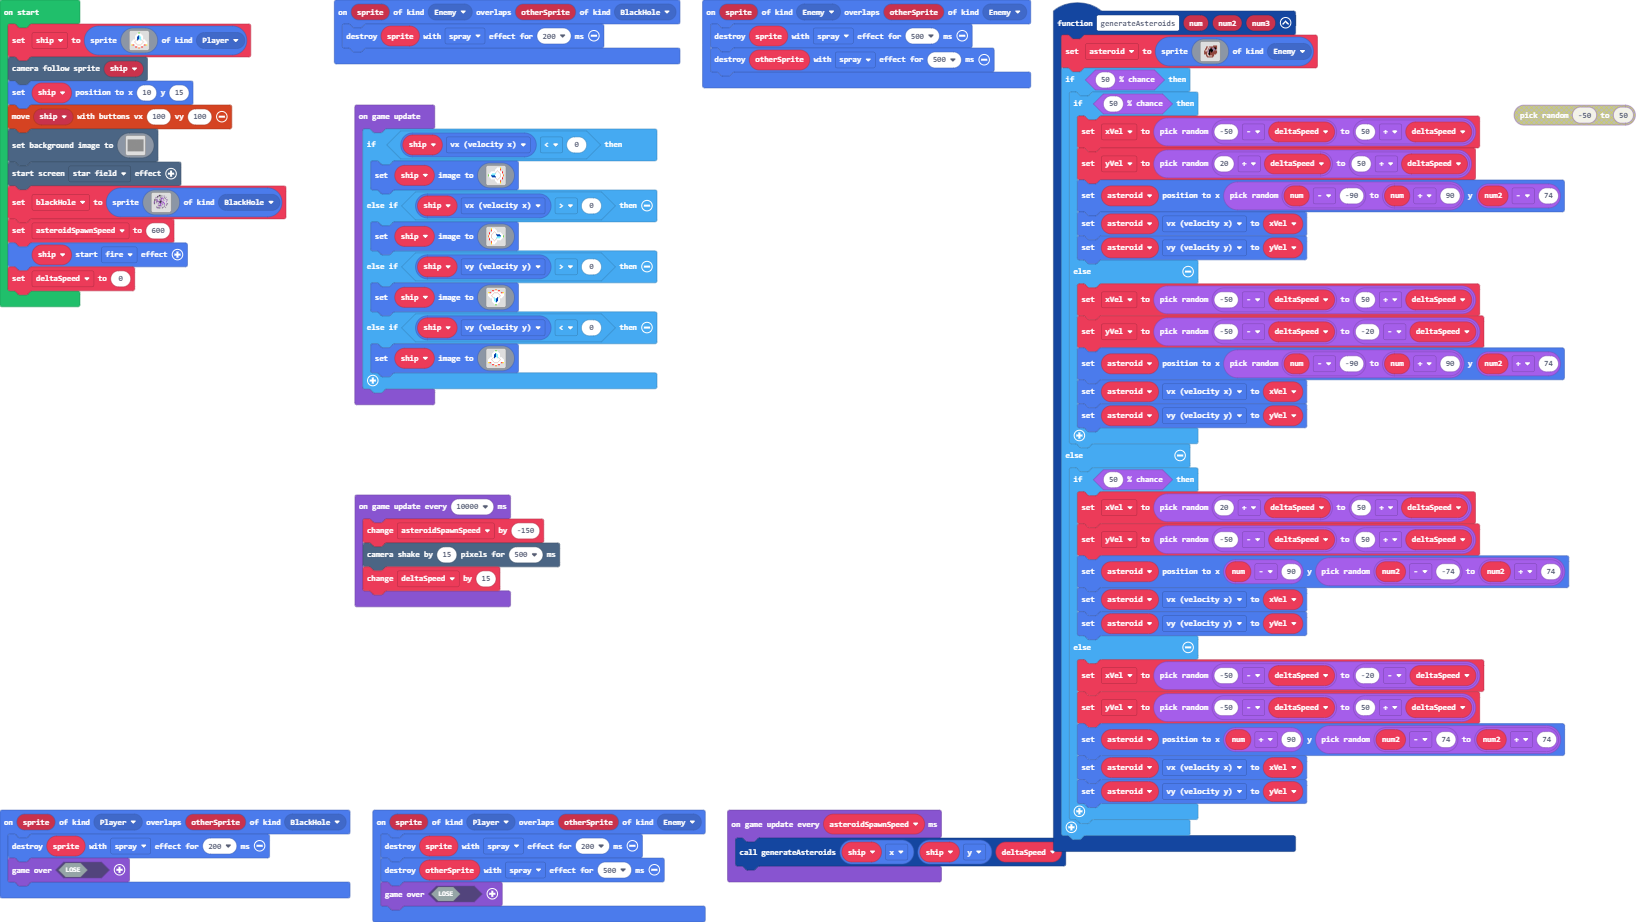 on start
set ship to sprite of kind Player
camera follow sprite ship
set ship position to x 10 y 15
move ship with buttons vx 100 vy 100
set background image to
start screen star field effect
set blackHole to sprite of kind BlackHole
set asteroidSpawnSpeed to 600
ship start fire effect
set deltaSpeed to 0
on sprite of kind Enemy overlaps otherSprite of kind BlackHole
destroy sprite with spray effect for 200 ms
on sprite of kind Enemy overlaps otherSprite of kind Enemy
destroy sprite with spray effect for 500 ms
destroy otherSprite with spray effect for 500 ms
on game update
if ship vx (velocity x) < 0 then
set ship image to
else if ship vx (velocity x) > 0 then
set ship image to
else if ship vy (velocity y) > 0 then
set ship image to
else if ship vy (velocity y) < 0 then
set ship image to
on game update every 10000 ms
change asteroidSpawnSpeed by -150
camera shake by 15 pixels for 500 ms
change deltaSpeed by 15
function generateAsteroids num num2 num3
set asteroid to sprite of kind Enemy
if 50 % chance then
if 50 % chance then
set xVel to pick random -50 - deltaSpeed to 50 + deltaSpeed
set yVel to pick random 20 + deltaSpeed to 50 + deltaSpeed
set asteroid position to x pick random num - -90 to num + 90 y num2 - 74
set asteroid vx (velocity x) to xVel
set asteroid vy (velocity y) to yVel
else
set xVel to pick random -50 - deltaSpeed to 50 + deltaSpeed
set yVel to pick random -50 - deltaSpeed to -20 - deltaSpeed
set asteroid position to x pick random num - -90 to num + 90 y num2 + 74
set asteroid vx (velocity x) to xVel
set asteroid vy (velocity y) to yVel
else
if 50 % chance then
set xVel to pick random 20 + deltaSpeed to 50 + deltaSpeed
set yVel to pick random -50 - deltaSpeed to 50 + deltaSpeed
set asteroid position to x num - 90 y pick random num2 - -74 to num2 + 74
set asteroid vx (velocity x) to xVel
set asteroid vy (velocity y) to yVel
else
set xVel to pick random -50 - deltaSpeed to -20 - deltaSpeed
set yVel to pick random -50 - deltaSpeed to 50 + deltaSpeed
set asteroid position to x num + 90 y pick random num2 - 74 to num2 + 74
set asteroid vx (velocity x) to xVel
set asteroid vy (velocity y) to yVel
pick random -50 to 50
on sprite of kind Player overlaps otherSprite of kind BlackHole
destroy sprite with spray effect for 200 ms
game over LOSE
on sprite of kind Player overlaps otherSprite of kind Enemy
destroy sprite with spray effect for 200 ms
destroy otherSprite with spray effect for 500 ms
game over LOSE
on game update every asteroidSpawnSpeed ms
call generateAsteroids ship x ship y deltaSpeed